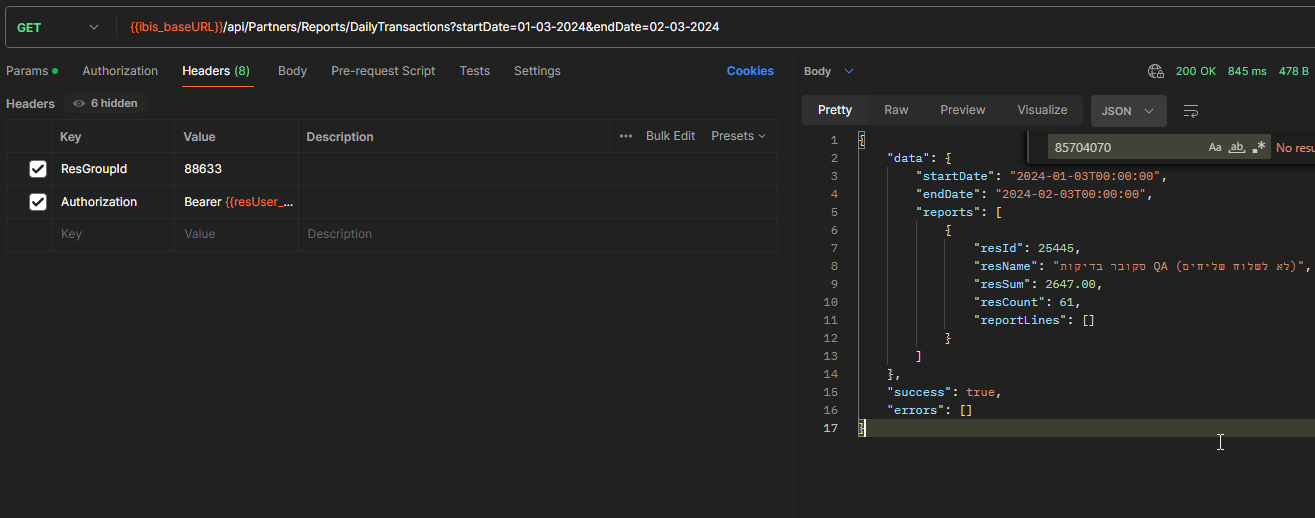 GET {{ibis_baseURL}}/api/Partners/Reports/DailyTransactions?startDate=01-03-2024&endDate=02-03-2024
Params Authorization Headers (8) Body Pre-request Script Tests Settings Cookies
Headers 6 hidden
Key Value Description ••• Bulk Edit Presets
ResGroupId 88633
Authorization Bearer {{resUser_...
Key Value Description
Body 200 OK 845 ms 478 B
Pretty Raw Preview Visualize JSON
85704070 Aa ab .* No resu
1 {
2 "data": {
3 "startDate": "2024-01-03T00:00:00",
4 "endDate": "2024-02-03T00:00:00",
5 "reports": [
6 {
7 "resId": 25445,
8 "resName": "סקובר בדיקות QA (לא לשלוח שליחים)",
9 "resSum": 2647.00,
10 "resCount": 61,
11 "reportLines": []
12 }
13 ]
14 },
15 "success": true,
16 "errors": []
17 }